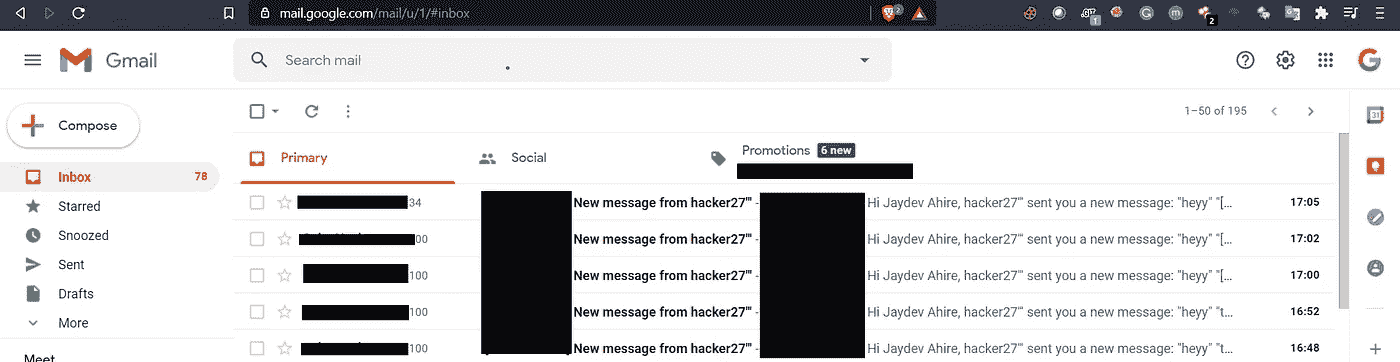 mail.google.com/mail/u/1/#inbox
2
1
2
Gmail
Search mail
Compose
1–50 of 195
31
Primary
Social
Promotions 6 new
Inbox 78
34 New message from hacker27'" - Hi Jaydev Ahire, hacker27'" sent you a new message: "heyy" "[... 17:05
Starred
00 New message from hacker27'" - Hi Jaydev Ahire, hacker27'" sent you a new message: "heyy" "[... 17:02
Snoozed
Sent
100 New message from hacker27'" - Hi Jaydev Ahire, hacker27'" sent you a new message: "heyy" "[... 17:00
Drafts
100 New message from hacker27'" - Hi Jaydev Ahire, hacker27'" sent you a new message: "heyy" "t... 16:52
More
100 New message from hacker27'" - Hi Jaydev Ahire, hacker27'" sent you a new message: "heyy" "t... 16:48
Meet